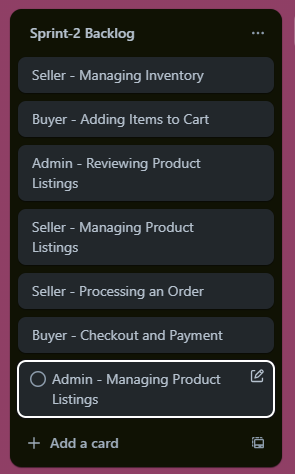 Sprint-2 Backlog
Seller - Managing Inventory
Buyer - Adding Items to Cart
Admin - Reviewing Product
Listings
Seller - Managing Product
Listings
Seller - Processing an Order
Buyer - Checkout and Payment
Admin - Managing Product
Listings
Add a card